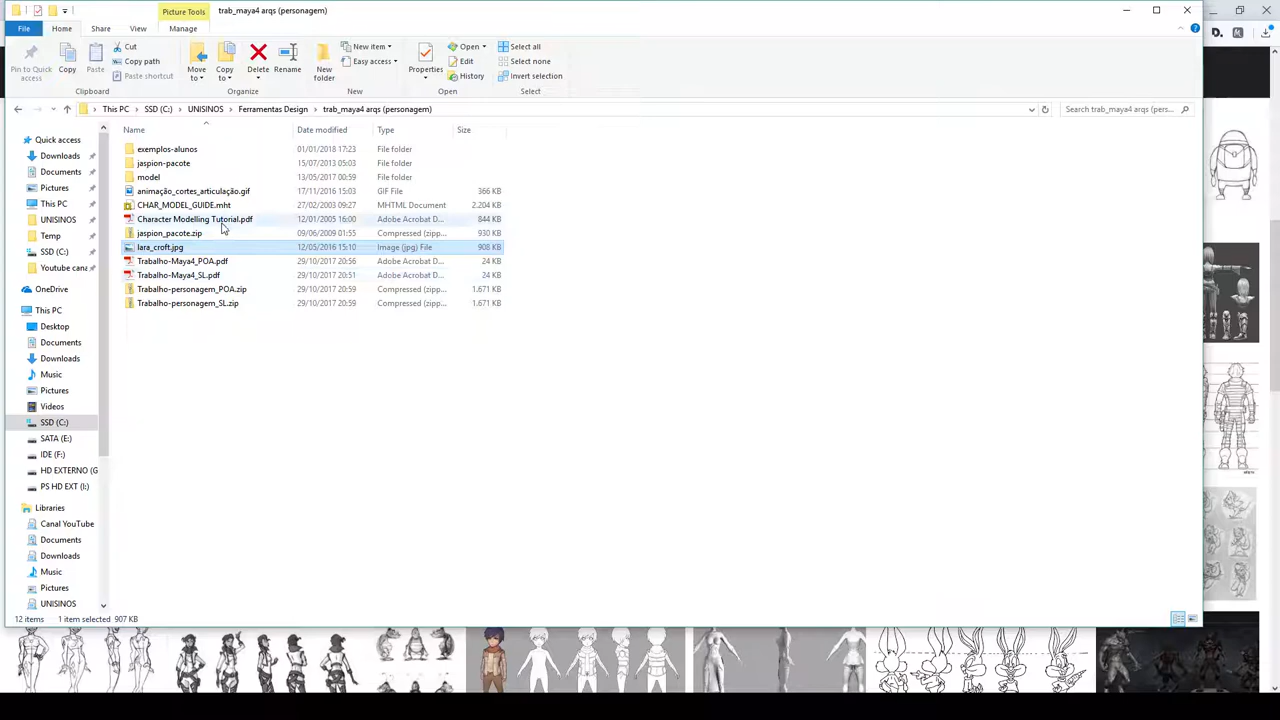 Picture Tools
trab_maya4 arqs (personagem)
File
Home
Share
View
Manage
Pin to Quick access
Copy
Paste
Cut
Copy path
Paste shortcut
Clipboard
Move to
Copy to
Delete
Rename
Organize
New folder
New item
Easy access
New
Properties
Open
Edit
History
Open
Select all
Select none
Invert selection
Select
This PC
SSD (C:)
UNISINOS
Ferramentas Design
trab_maya4 arqs (personagem)
Search trab_maya4 arqs (pers...
Name
Date modified
Type
Size
Quick access
Downloads
Documents
Pictures
This PC
UNISINOS
Temp
SSD (C:)
Youtube cana
OneDrive
This PC
Desktop
Documents
Downloads
Music
Pictures
Videos
SSD (C:)
SATA (E:)
IDE (F:)
HD EXTERNO (G
PS HD EXT (I:)
Libraries
Canal YouTube
Documents
Downloads
Music
Pictures
UNISINOS
exemplos-alunos 01/01/2018 17:23 File folder
jaspion-pacote 15/07/2013 05:03 File folder
model 13/05/2017 00:59 File folder
animação_cortes_articulação.gif 17/11/2016 15:03 GIF File 366 KB
CHAR_MODEL_GUIDE.mht 27/02/2003 09:27 MHTML Document 2.204 KB
Character Modelling Tutorial.pdf 12/01/2005 16:00 Adobe Acrobat D... 844 KB
jaspion_pacote.zip 09/06/2009 01:55 Compressed (zipp... 930 KB
lara_croft.jpg 12/05/2016 15:10 Image (jpg) File 908 KB
Trabalho-Maya4_POA.pdf 29/10/2017 20:56 Adobe Acrobat D... 24 KB
Trabalho-Maya4_SL.pdf 29/10/2017 20:51 Adobe Acrobat D... 24 KB
Trabalho-personagem_POA.zip 29/10/2017 20:59 Compressed (zipp... 1.671 KB
Trabalho-personagem_SL.zip 29/10/2017 20:59 Compressed (zipp... 1.671 KB
12 items
1 item selected 907 KB